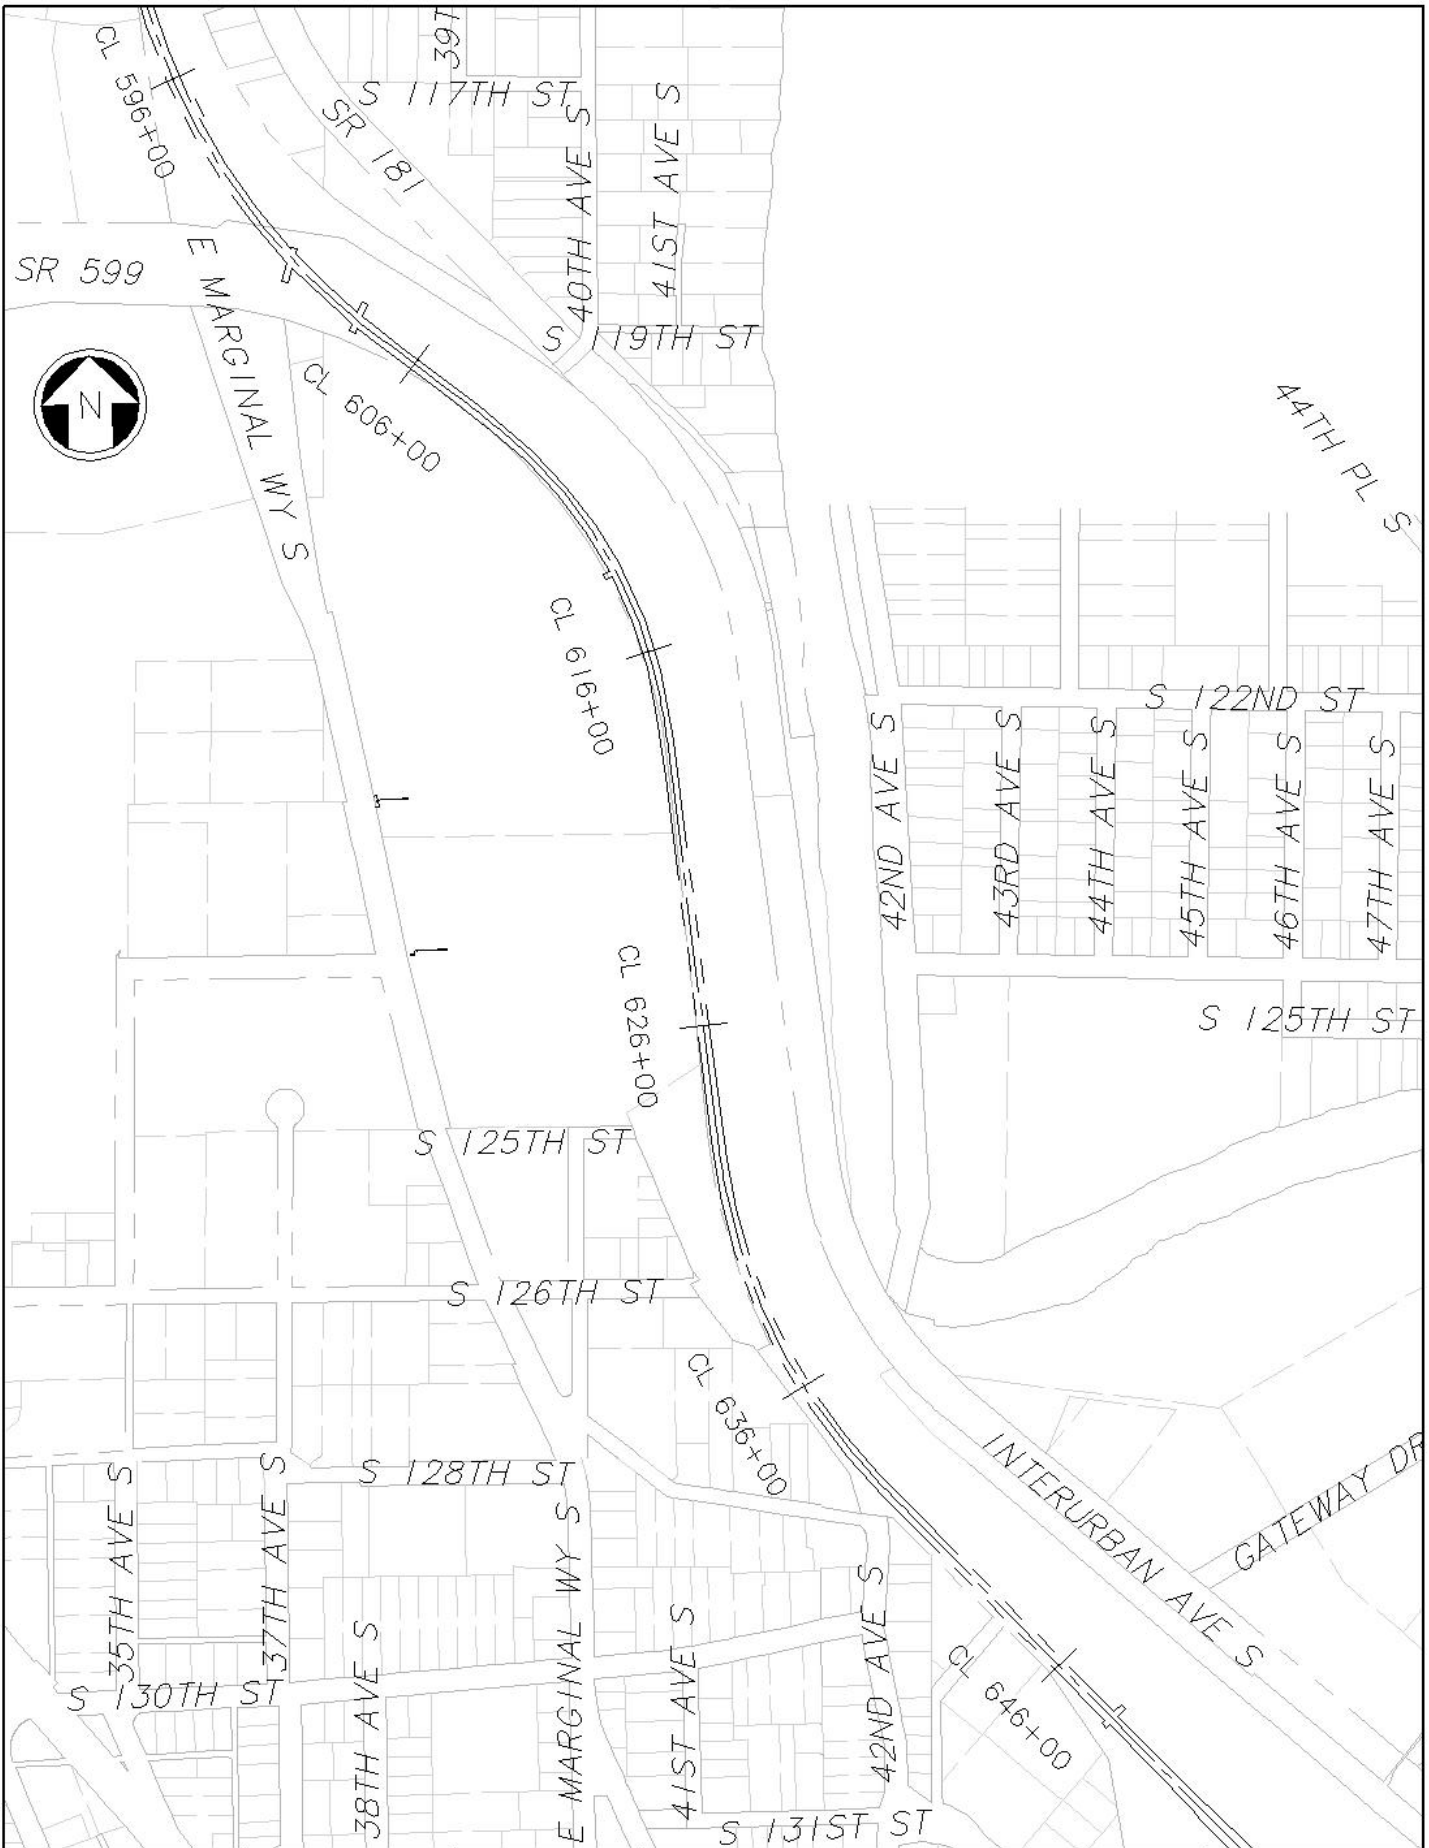 39T
S 117TH ST
SR 181
CL 596+00
40TH AVE S
41ST AVE S
SR 599
E MARGINAL WY S
S 119TH ST
N
CL 606+00
44TH PL S
CL 616+00
S 122ND ST
42ND AVE S
43RD AVE S
44TH AVE S
45TH AVE S
46TH AVE S
47TH AVE S
CL 626+00
S 125TH ST
S 125TH ST
S 126TH ST
CL 636+00
INTERURBAN AVE S
GATEWAY DR
S 128TH ST
35TH AVE S
37TH AVE S
38TH AVE S
E MARGINAL WY S
41ST AVE S
42ND AVE S
CL 646+00
S 130TH ST
S 131ST ST